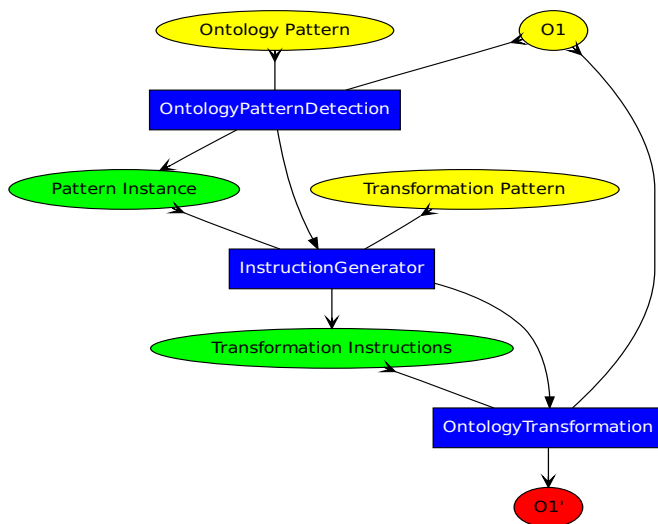 Ontology Pattern
O1
OntologyPatternDetection
Pattern Instance
Transformation Pattern
InstructionGenerator
Transformation Instructions
OntologyTransformation
O1'